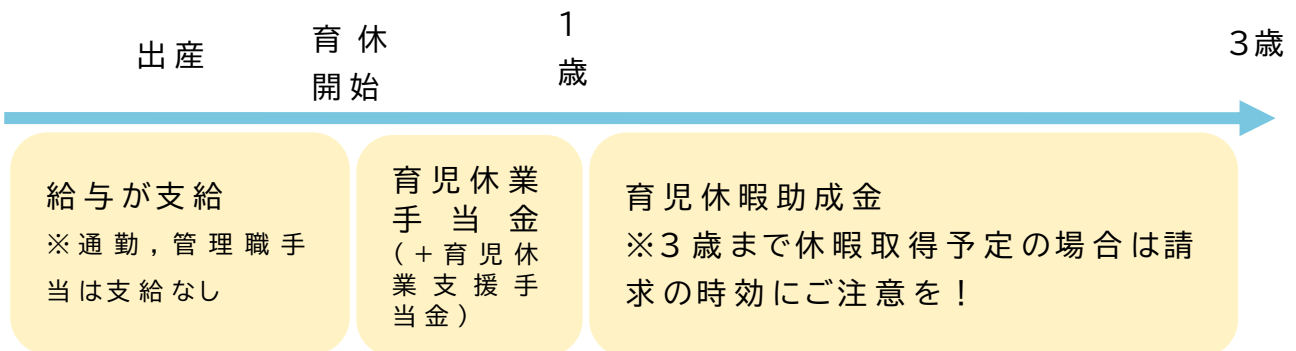 出産
育休
開始
1
歳
3歳
給与が支給
※通勤,管理職手
当は支給なし
育児休業
手当金
(+育児休
業支援手
当金)
育児休暇助成金
※3歳まで休暇取得予定の場合は請
求の時効にご注意を!